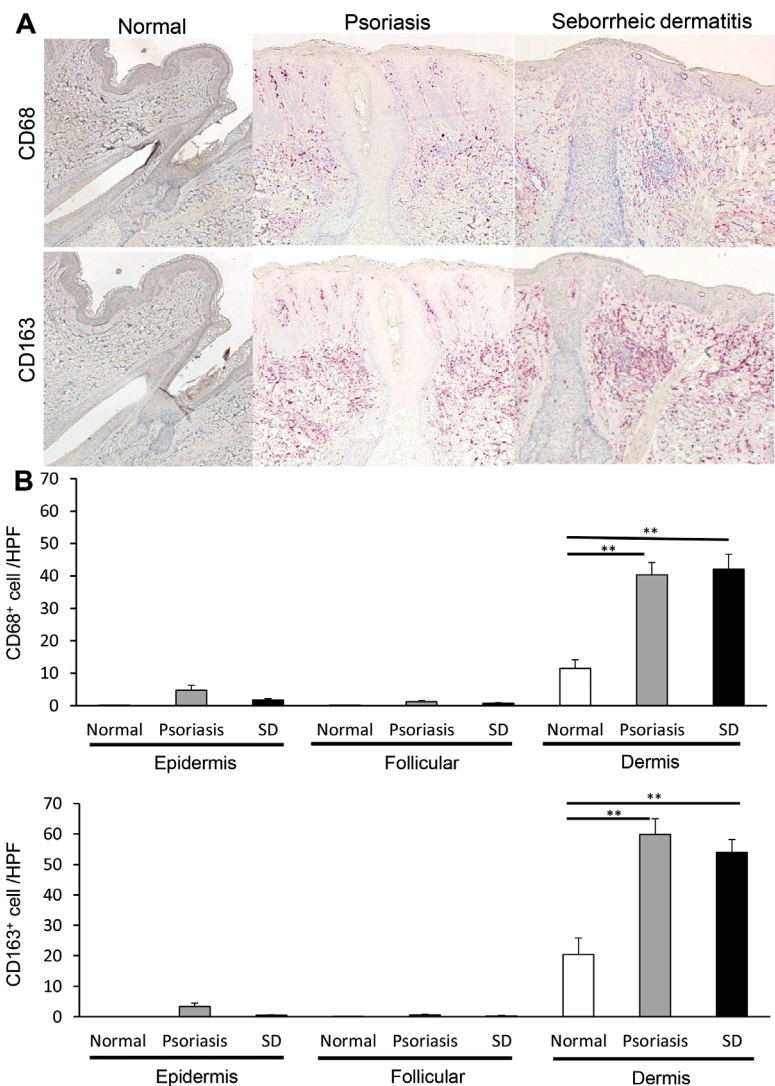 A
Normal
Psoriasis
Seborrheic dermatitis
CD68
CD163
B
70
60
50
40
30
20
10
0
CD68⁺ cell /HPF
**
**
Normal Psoriasis SD Normal Psoriasis SD Normal Psoriasis SD
Epidermis Follicular Dermis
70
60
50
40
30
20
10
0
CD163⁺ cell /HPF
**
**
Normal Psoriasis SD Normal Psoriasis SD Normal Psoriasis SD
Epidermis Follicular Dermis